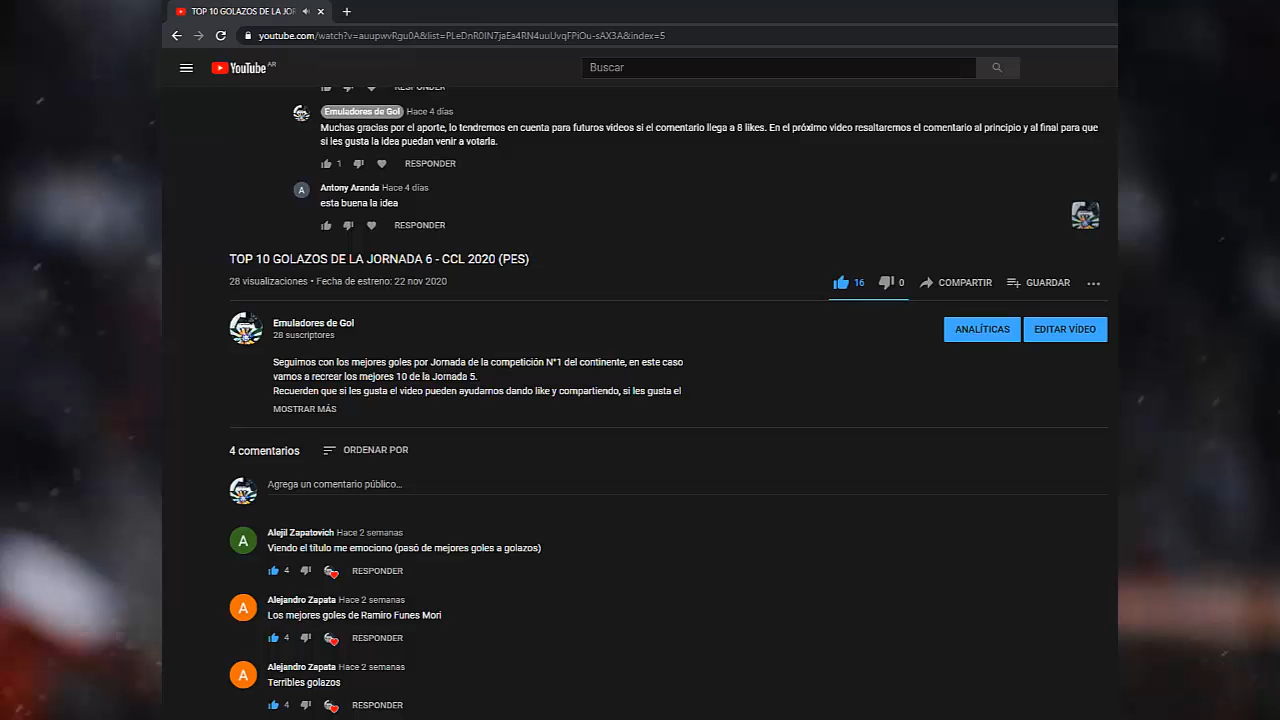 TOP 10 GOLAZOS DE LA JOR
youtube.com/watch?v=auupwvRgu0A&list=PLeDnR0IN7jaEa4RN4uuUvqFPiOu-sAX3A&index=5
YouTube AR
Buscar
RESPONDER
Emuladores de Gol Hace 4 días
Muchas gracias por el aporte, lo tendremos en cuenta para futuros videos si el comentario llega a 8 likes. En el próximo video resaltaremos el comentario al principio y al final para que
si les gusta la idea puedan venir a votarla.
1 RESPONDER
A Antony Aranda Hace 4 días
esta buena la idea
RESPONDER
TOP 10 GOLAZOS DE LA JORNADA 6 - CCL 2020 (PES)
28 visualizaciones • Fecha de estreno: 22 nov 2020
16 0 COMPARTIR GUARDAR
Emuladores de Gol
28 suscriptores
ANALÍTICAS EDITAR VÍDEO
Seguimos con los mejores goles por Jornada de la competición N°1 del continente, en este caso
vamos a recrear los mejores 10 de la Jornada 5.
Recuerden que si les gusta el video pueden ayudarnos dando like y compartiendo, si les gusta el
MOSTRAR MÁS
4 comentarios ORDENAR POR
Agrega un comentario público...
A Alejil Zapatovich Hace 2 semanas
Viendo el título me emociono (pasó de mejores goles a golazos)
4 RESPONDER
A Alejandro Zapata Hace 2 semanas
Los mejores goles de Ramiro Funes Mori
4 RESPONDER
A Alejandro Zapata Hace 2 semanas
Terribles golazos
4 RESPONDER